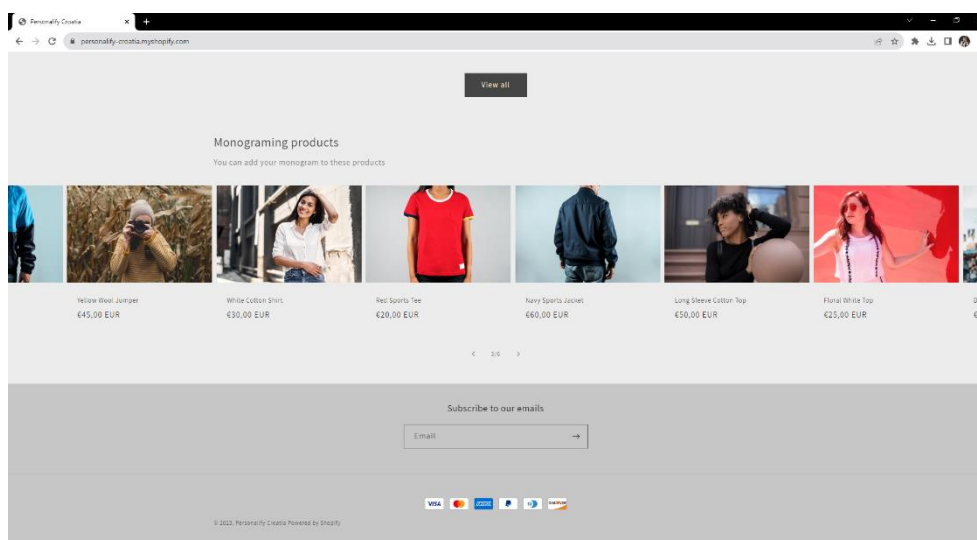 Personalify Croatia
personalify-croatia.myshopify.com
View all
Monograming products
You can add your monogram to these products
Yellow Wool Jumper
€45,00 EUR
White Cotton Shirt
€30,00 EUR
Red Sports Tee
€20,00 EUR
Navy Sports Jacket
€60,00 EUR
Long Sleeve Cotton Top
€50,00 EUR
Floral White Top
€25,00 EUR
Subscribe to our emails
Email
VISA
© 2023, Personalify Croatia Powered by Shopify